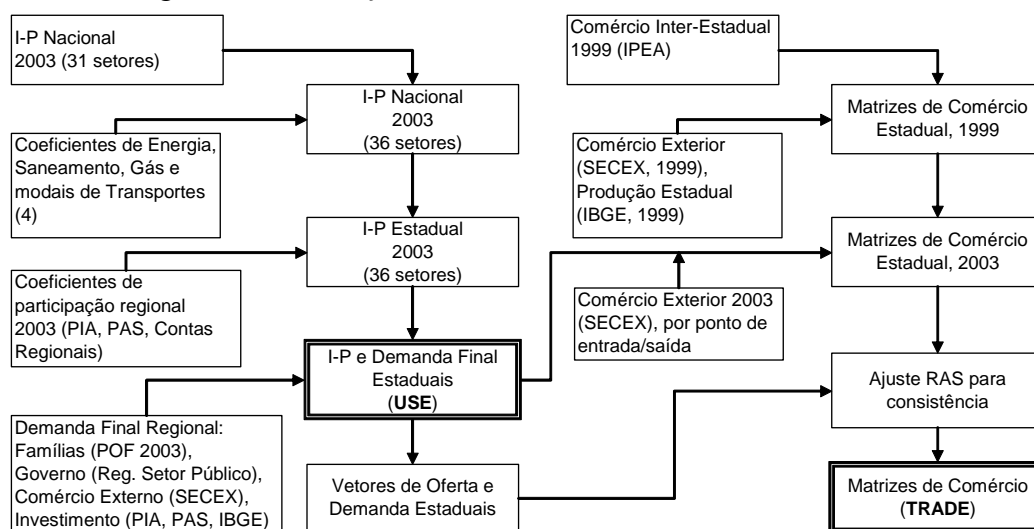 I-P Nacional
2003 (31 setores)
I-P Nacional
2003
(36 setores)
Coeficientes de Energia,
Saneamento, Gás e
modais de Transportes
(4)
I-P Estadual
2003
(36 setores)
Coeficientes de
participação regional
2003 (PIA, PAS, Contas
Regionais)
I-P e Demanda Final
Estaduais
(USE)
Demanda Final Regional:
Famílias (POF 2003),
Governo (Reg. Setor Público),
Comércio Externo (SECEX),
Investimento (PIA, PAS, IBGE)
Vetores de Oferta e
Demanda Estaduais
Comércio Inter-Estadual
1999 (IPEA)
Matrizes de Comércio
Estadual, 1999
Comércio Exterior
(SECEX, 1999),
Produção Estadual
(IBGE, 1999)
Matrizes de Comércio
Estadual, 2003
Comércio Exterior 2003
(SECEX), por ponto de
entrada/saída
Ajuste RAS para
consistência
Matrizes de Comércio
(TRADE)